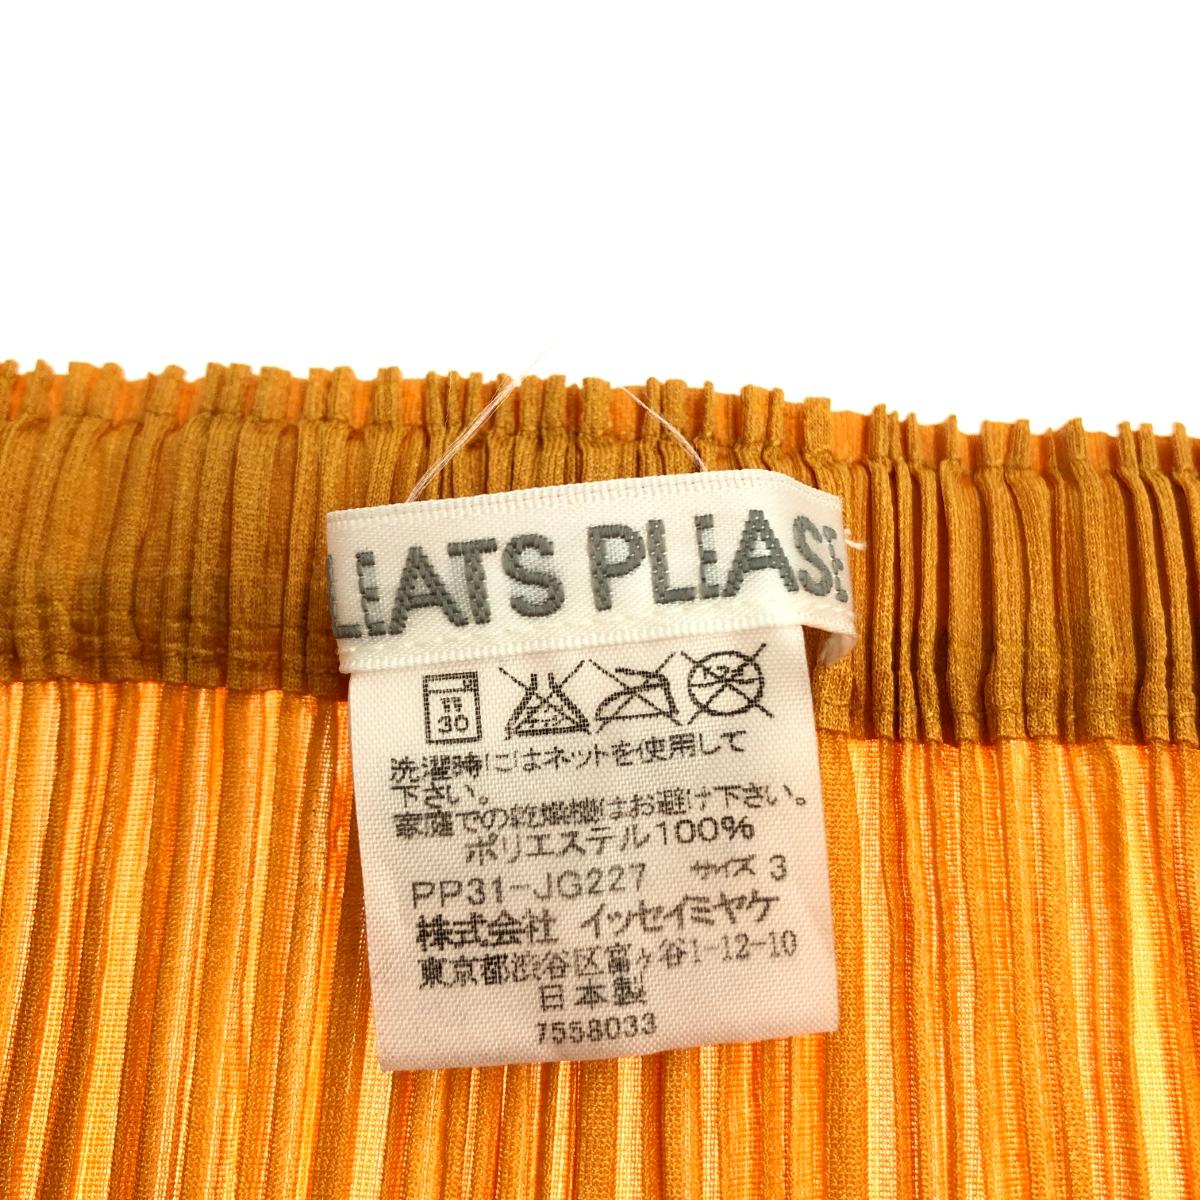 LEATS PLEASE
30
洗濯時にはネットを使用して
下さい。
家庭での乾燥機はお避け下さい。
ポリエステル100%
PP31-JG227 サイズ 3
株式会社 イッセイミヤケ
東京都渋谷区富ヶ谷1-12-10
日本製
7558033